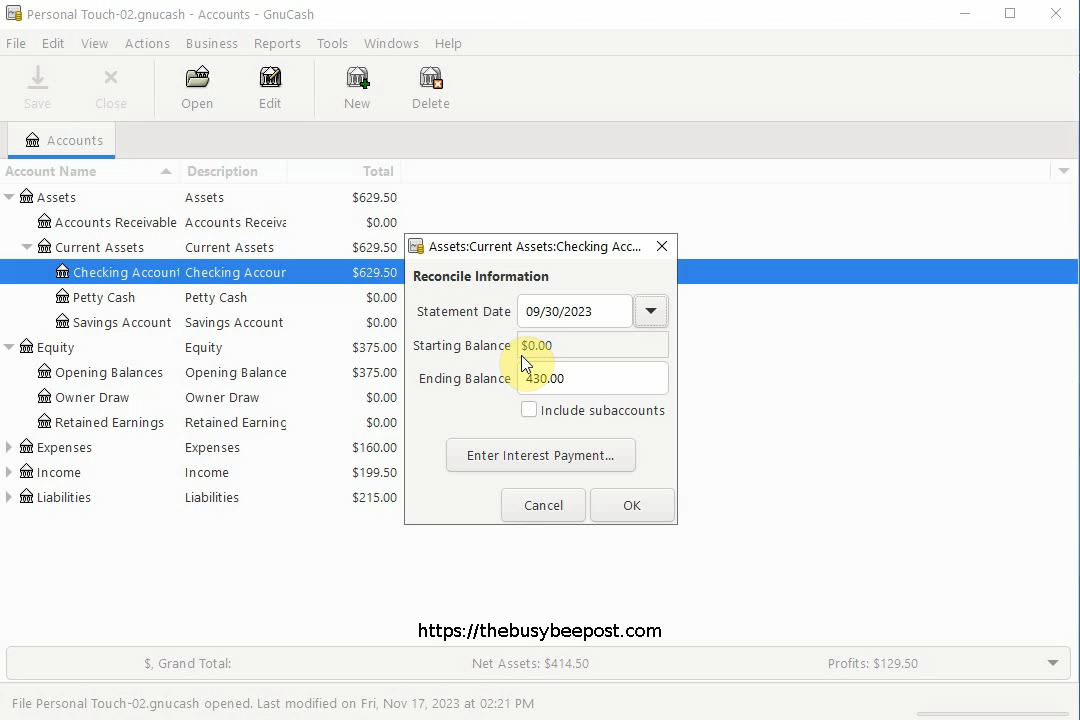 Personal Touch-02.gnucash - Accounts - GnuCash
File Edit View Actions Business Reports Tools Windows Help
Save Close Open Edit New Delete
Accounts
Account Name Description Total
Assets Assets $629.50
Accounts Receivable Accounts Receiva $0.00
Current Assets Current Assets $629.50
Checking Account Checking Accour $629.50
Petty Cash Petty Cash $0.00
Savings Account Savings Account $0.00
Equity Equity $375.00
Opening Balances Opening Balance $375.00
Owner Draw Owner Draw $0.00
Retained Earnings Retained Earning $0.00
Expenses Expenses $160.00
Income Income $199.50
Liabilities Liabilities $215.00
Assets:Current Assets:Checking Acc...
Reconcile Information
Statement Date 09/30/2023
Starting Balance $0.00
Ending Balance 430.00
Include subaccounts
Enter Interest Payment...
Cancel OK
https://thebusybeepost.com
$, Grand Total: Net Assets: $414.50 Profits: $129.50
File Personal Touch-02.gnucash opened. Last modified on Fri, Nov 17, 2023 at 02:21 PM